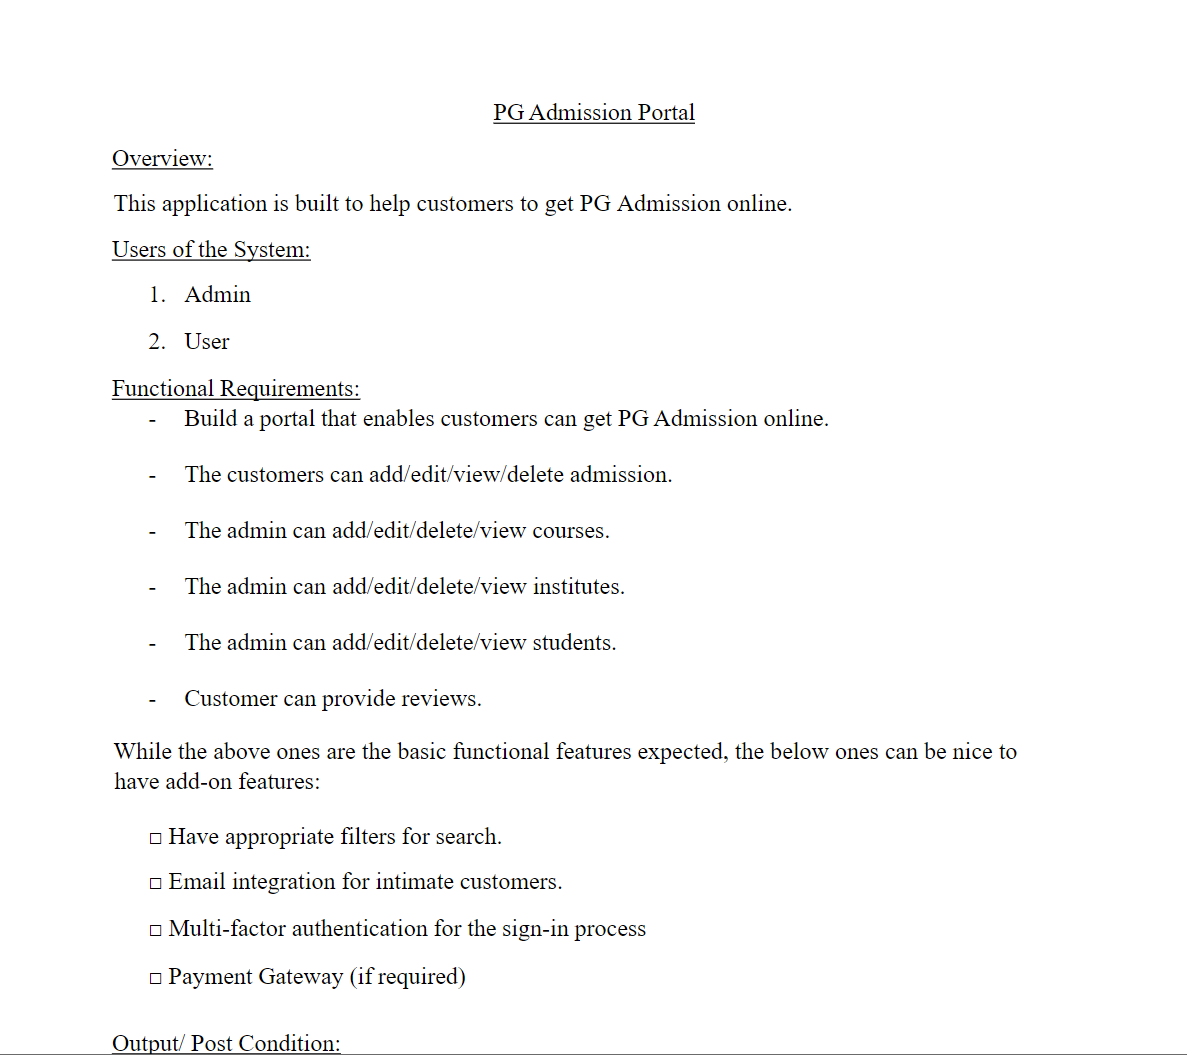 PG Admission Portal
Overview:
This application is built to help customers to get PG Admission online.
Users of the System:
1. Admin
2. User
Functional Requirements:
- Build a portal that enables customers can get PG Admission online.
- The customers can add/edit/view/delete admission.
- The admin can add/edit/delete/view courses.
- The admin can add/edit/delete/view institutes.
- The admin can add/edit/delete/view students.
- Customer can provide reviews.
While the above ones are the basic functional features expected, the below ones can be nice to
have add-on features:
□ Have appropriate filters for search.
□ Email integration for intimate customers.
□ Multi-factor authentication for the sign-in process
□ Payment Gateway (if required)
Output/ Post Condition: